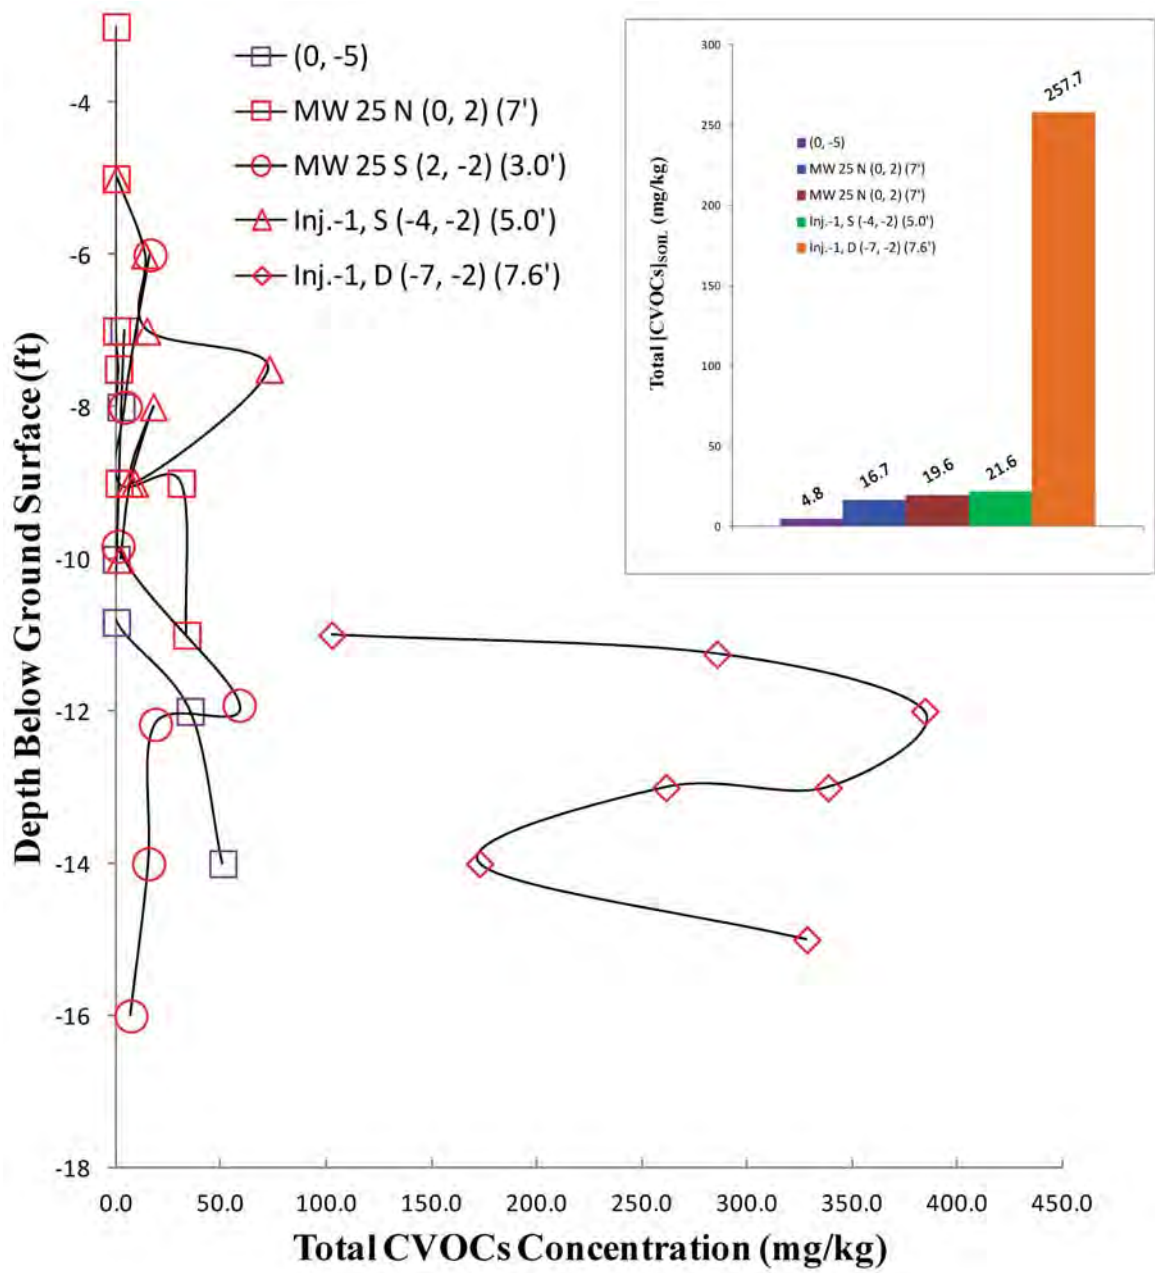 (0, -5)
MW 25 N (0, 2) (7')
MW 25 S (2, -2) (3.0')
Inj.-1, S (-4, -2) (5.0')
Inj.-1, D (-7, -2) (7.6')
-4
-6
-8
-10
-12
-14
-16
-18
Depth Below Ground Surface (ft)
0.0 50.0 100.0 150.0 200.0 250.0 300.0 350.0 400.0 450.0
Total CVOCs Concentration (mg/kg)
300
250
200
150
100
50
0
Total [CVOCs]SOIL (mg/kg)
(0, -5)
MW 25 N (0, 2) (7')
MW 25 N (0, 2) (7')
Inj.-1, S (-4, -2) (5.0')
Inj.-1, D (-7, -2) (7.6')
4.8 16.7 19.6 21.6 257.7